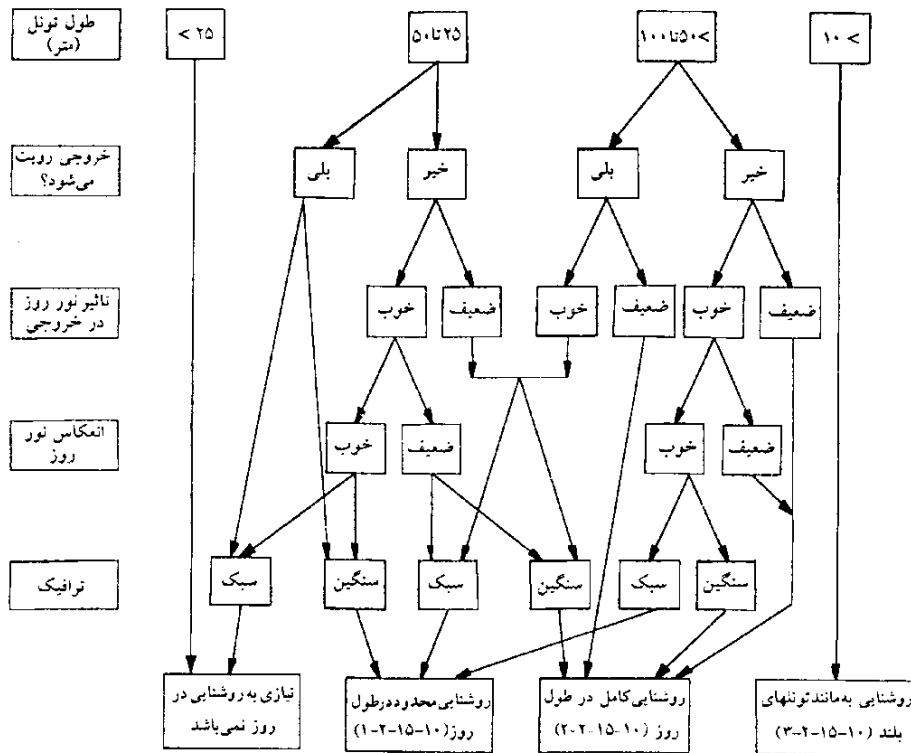 طول تونل
(متر)
< ۲۵
۲۵ تا ۵۰
>۵۰ تا ۱۰۰
۱۰ >
خروجی رویت
می‌شود؟
بلی
خیر
بلی
خیر
تاثیر نور روز
در خروجی
خوب
ضعیف
خوب
ضعیف
خوب
ضعیف
انعکاس نور
روز
خوب
ضعیف
خوب
ضعیف
ترافیک
سبک
سنگین
سبک
سنگین
سبک
سنگین
نیازی به روشنایی در
روز نمی‌باشد
روشنایی محدود در طول
روز (۱۰-۱۵-۲-۱)
روشنایی کامل در طول
روز (۱۰-۱۵-۲-۲)
روشنایی به مانند تونلهای
بلند (۱۰-۱۵-۲-۳)